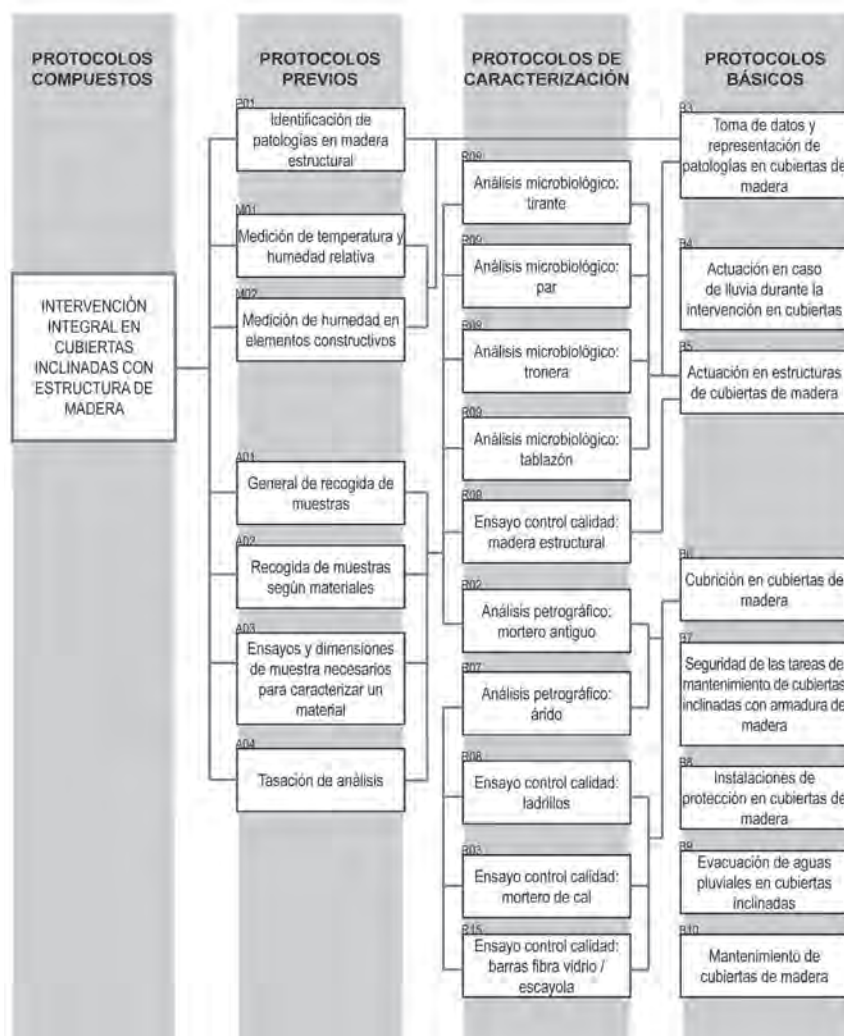 PROTOCOLOS
COMPUESTOS
INTERVENCIÓN
INTEGRAL EN
CUBIERTAS
INCLINADAS CON
ESTRUCTURA DE
MADERA
PROTOCOLOS
PREVIOS
P01
Identificación de
patologías en madera
estructural
M01
Medición de temperatura y
humedad relativa
M02
Medición de humedad en
elementos constructivos
A01
General de recogida de
muestras
A02
Recogida de muestras
según materiales
A03
Ensayos y dimensiones
de muestra necesarios
para caracterizar un
material
A04
Tasación de análisis
PROTOCOLOS DE
CARACTERIZACIÓN
R09
Análisis microbiológico:
tirante
R09
Análisis microbiológico:
par
R09
Análisis microbiológico:
tronera
R09
Análisis microbiológico:
tablazón
Ensayo control calidad:
madera estructural
R02
Análisis petrográfico:
mortero antiguo
R07
Análisis petrográfico:
árido
R08
Ensayo control calidad:
ladrillos
R03
Ensayo control calidad:
mortero de cal
R15
Ensayo control calidad:
barras fibra vidrio /
escayola
PROTOCOLOS
BÁSICOS
B3
Toma de datos y
representación de
patologías en cubiertas de
madera
B4
Actuación en caso
de lluvia durante la
intervención en cubiertas
B5
Actuación en estructuras
de cubiertas de madera
B6
Cubrición en cubiertas de
madera
B7
Seguridad de las tareas de
mantenimiento de cubiertas
inclinadas con armadura de
madera
B8
Instalaciones de
protección en cubiertas de
madera
B9
Evacuación de aguas
pluviales en cubiertas
inclinadas
B10
Mantenimiento de
cubiertas de madera